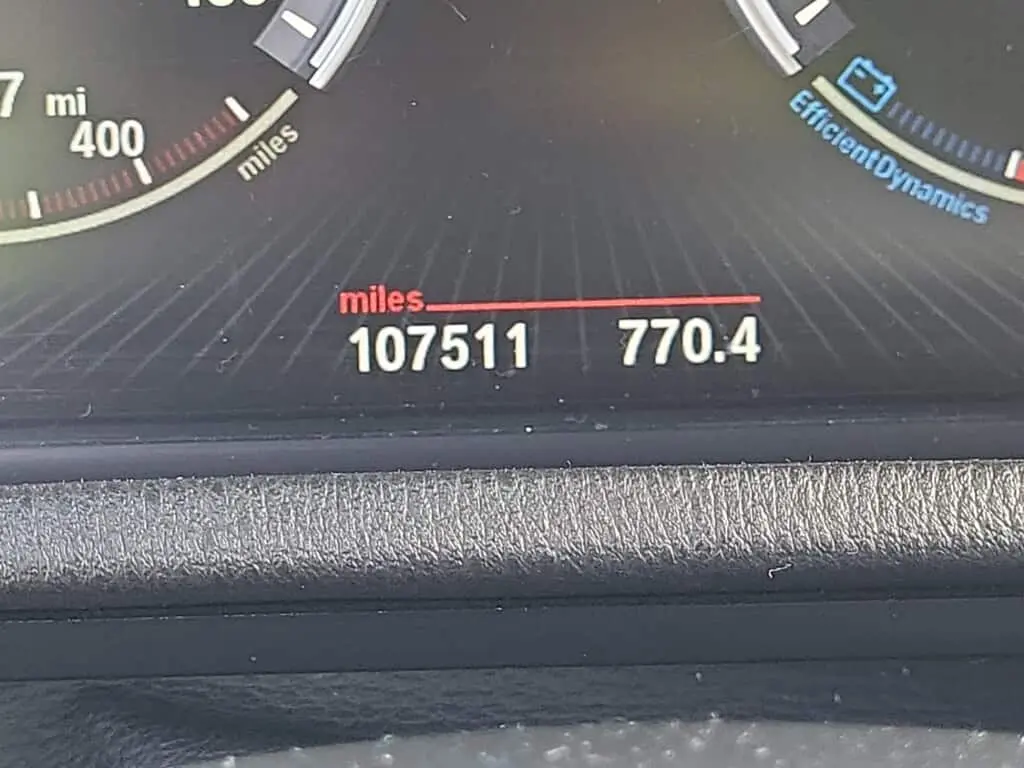 7 mi
400
miles
EfficientDynamics
miles
107511 770.4